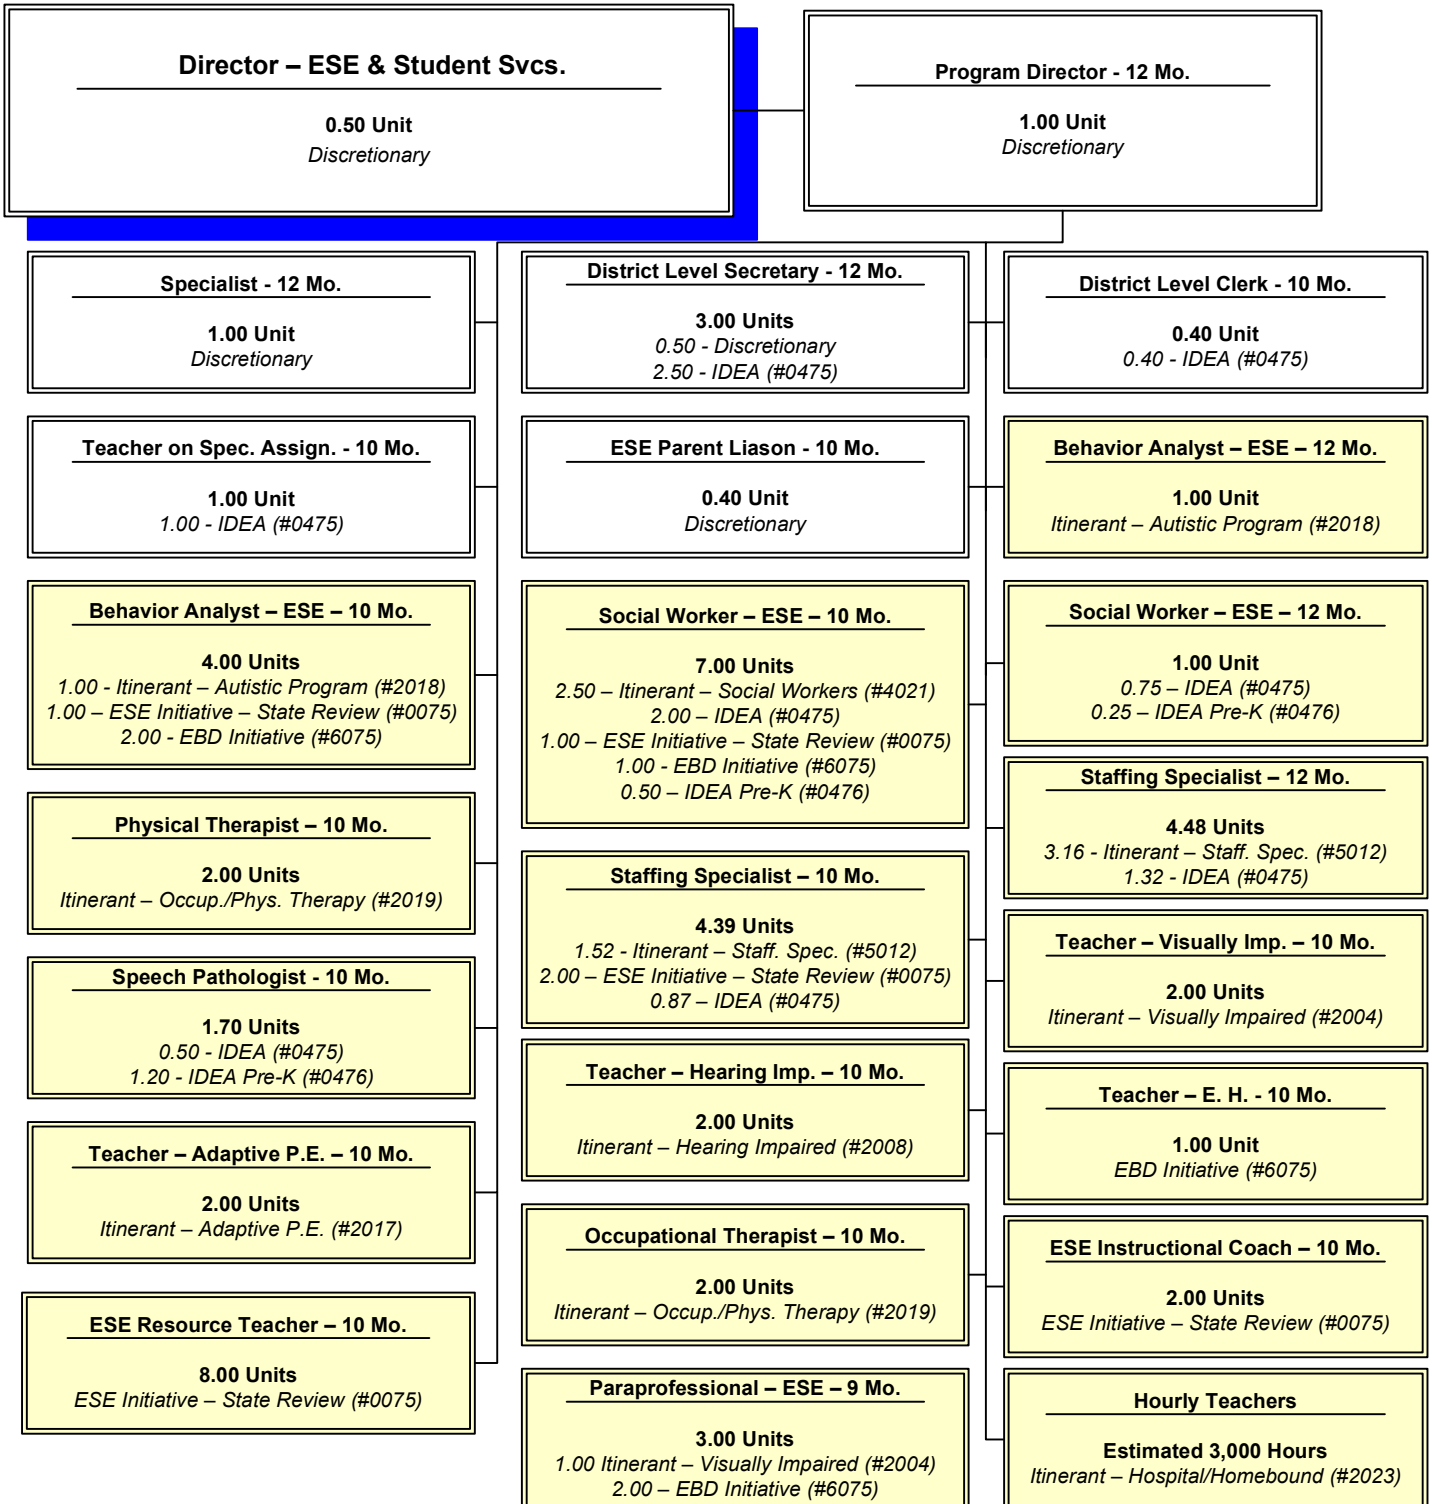 Director – ESE & Student Svcs.
0.50 Unit
Discretionary
Program Director - 12 Mo.
1.00 Unit
Discretionary
Specialist - 12 Mo.
1.00 Unit
Discretionary
District Level Secretary - 12 Mo.
3.00 Units
0.50 - Discretionary
2.50 - IDEA (#0475)
District Level Clerk - 10 Mo.
0.40 Unit
0.40 - IDEA (#0475)
Teacher on Spec. Assign. - 10 Mo.
1.00 Unit
1.00 - IDEA (#0475)
ESE Parent Liason - 10 Mo.
0.40 Unit
Discretionary
Behavior Analyst – ESE – 12 Mo.
1.00 Unit
Itinerant – Autistic Program (#2018)
Behavior Analyst – ESE – 10 Mo.
4.00 Units
1.00 - Itinerant – Autistic Program (#2018)
1.00 – ESE Initiative – State Review (#0075)
2.00 - EBD Initiative (#6075)
Social Worker – ESE – 10 Mo.
7.00 Units
2.50 – Itinerant – Social Workers (#4021)
2.00 – IDEA (#0475)
1.00 – ESE Initiative – State Review (#0075)
1.00 - EBD Initiative (#6075)
0.50 – IDEA Pre-K (#0476)
Social Worker – ESE – 12 Mo.
1.00 Unit
0.75 – IDEA (#0475)
0.25 – IDEA Pre-K (#0476)
Staffing Specialist – 12 Mo.
4.48 Units
3.16 - Itinerant – Staff. Spec. (#5012)
1.32 - IDEA (#0475)
Physical Therapist – 10 Mo.
2.00 Units
Itinerant – Occup./Phys. Therapy (#2019)
Staffing Specialist – 10 Mo.
4.39 Units
1.52 - Itinerant – Staff. Spec. (#5012)
2.00 – ESE Initiative – State Review (#0075)
0.87 – IDEA (#0475)
Teacher – Visually Imp. – 10 Mo.
2.00 Units
Itinerant – Visually Impaired (#2004)
Speech Pathologist - 10 Mo.
1.70 Units
0.50 - IDEA (#0475)
1.20 - IDEA Pre-K (#0476)
Teacher – Hearing Imp. – 10 Mo.
2.00 Units
Itinerant – Hearing Impaired (#2008)
Teacher – E. H. - 10 Mo.
1.00 Unit
EBD Initiative (#6075)
Teacher – Adaptive P.E. – 10 Mo.
2.00 Units
Itinerant – Adaptive P.E. (#2017)
Occupational Therapist – 10 Mo.
2.00 Units
Itinerant – Occup./Phys. Therapy (#2019)
ESE Instructional Coach – 10 Mo.
2.00 Units
ESE Initiative – State Review (#0075)
ESE Resource Teacher – 10 Mo.
8.00 Units
ESE Initiative – State Review (#0075)
Paraprofessional – ESE – 9 Mo.
3.00 Units
1.00 Itinerant – Visually Impaired (#2004)
2.00 – EBD Initiative (#6075)
Hourly Teachers
Estimated 3,000 Hours
Itinerant – Hospital/Homebound (#2023)